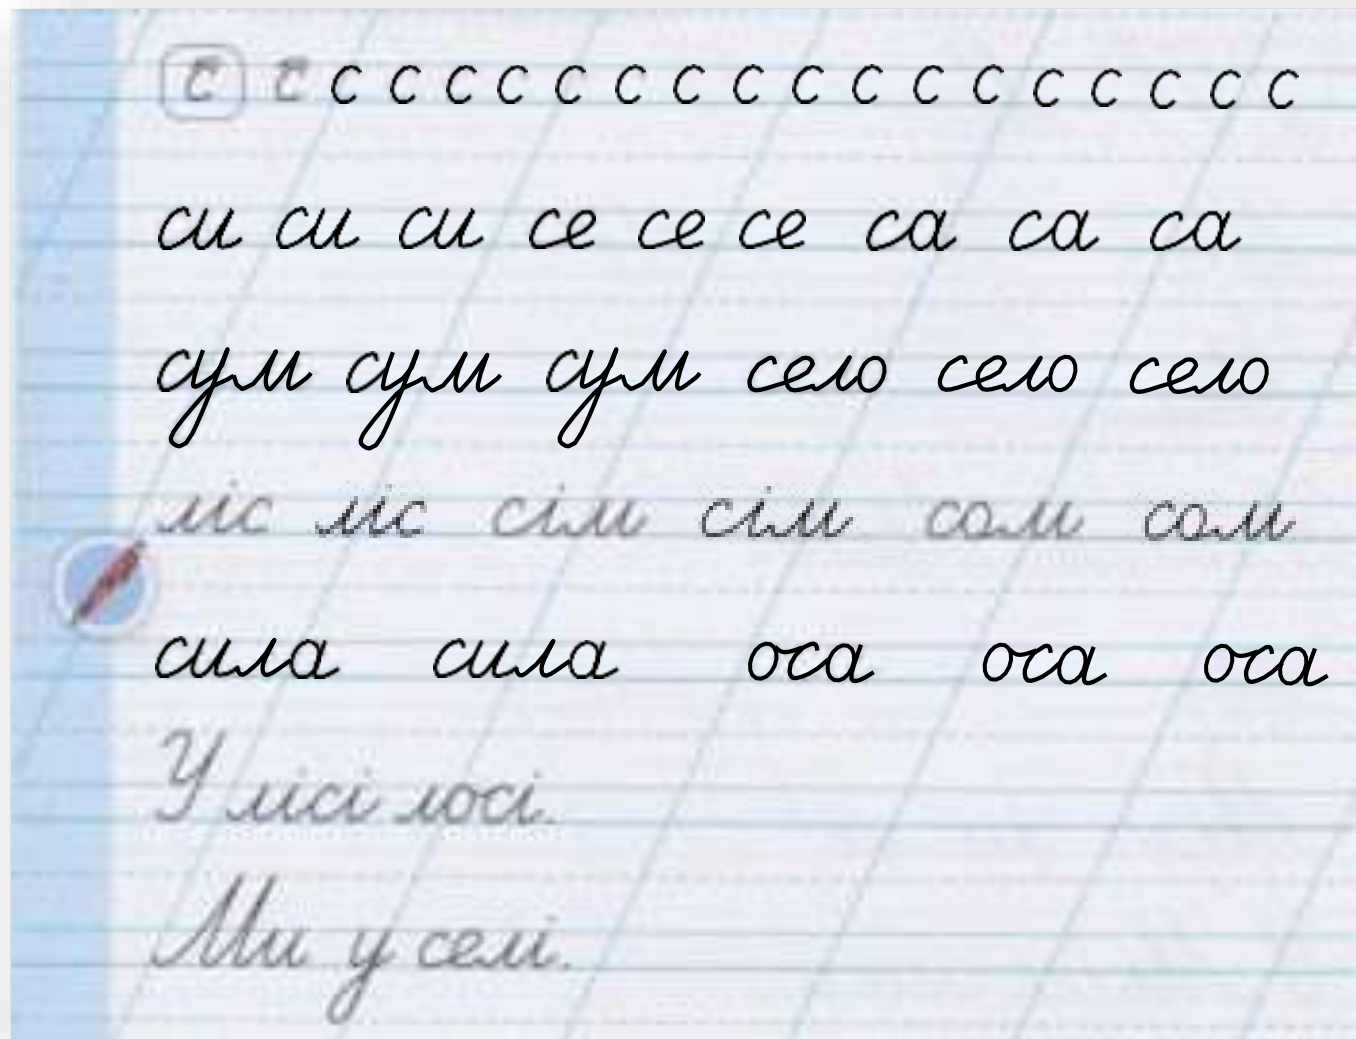 с с с с с с с с с с с с с с с с с с с
си си си се се се са са са
сум сум сум село село село
ліс ліс сім сім сом сом
сила сила оса оса оса
У лісі лосі.
Ми у селі.